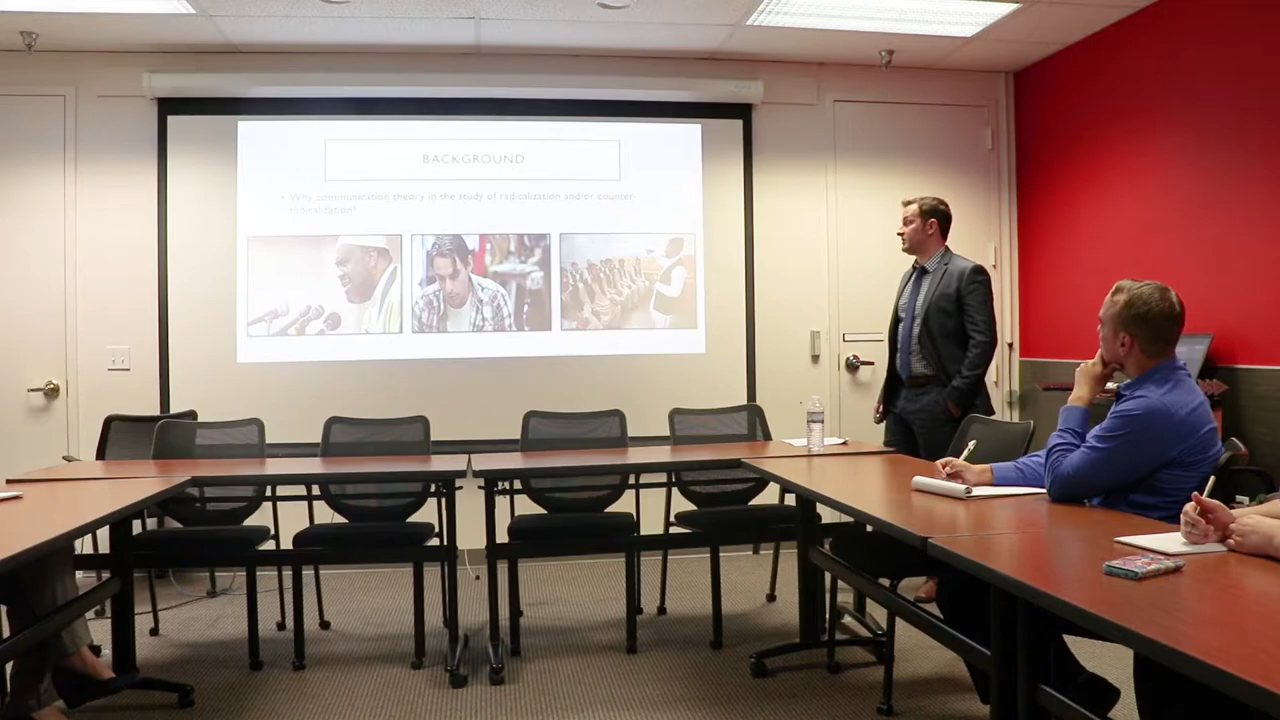 BACKGROUND
• Why communication theory in the study of radicalization and/or counter-
radicalization?